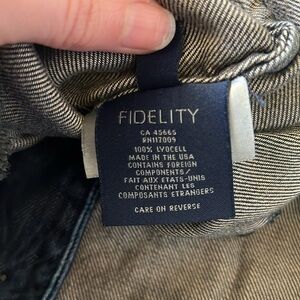 FIDELITY
CA 45665
RN117009
100% LYOCELL
MADE IN THE USA
CONTAINS FOREIGN
COMPONENTS/
FAIT AUX ETATS-UNIS
CONTENANT LES
COMPOSANTS ETRANGERS
CARE ON REVERSE